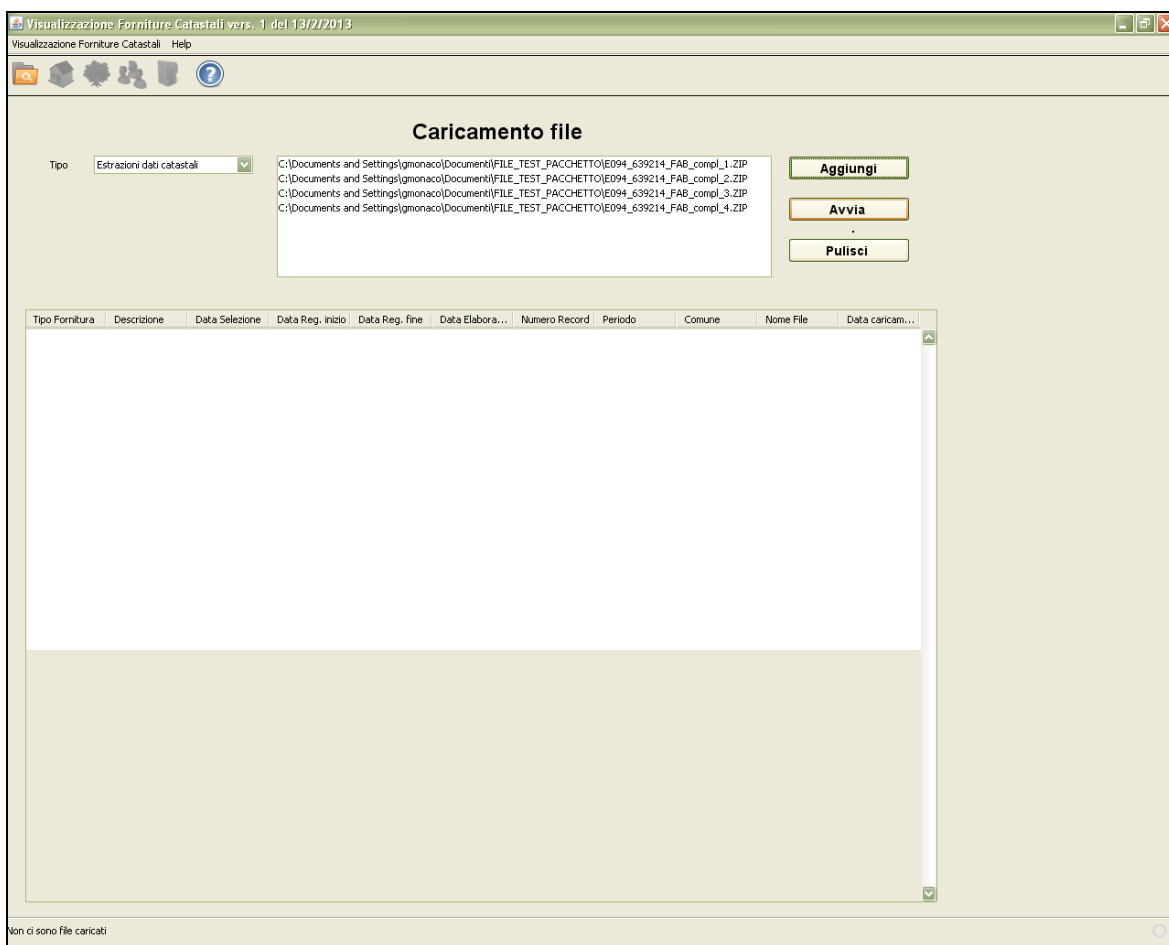 Visualizzazione Forniture Catastali vers. 1 del 13/2/2013
Visualizzazione Forniture Catastali Help
Caricamento file
Tipo
Estrazioni dati catastali
C:\Documents and Settings\gmonaco\Documenti\FILE_TEST_PACCHETTO\E094_639214_FAB_compl_1.ZIP
C:\Documents and Settings\gmonaco\Documenti\FILE_TEST_PACCHETTO\E094_639214_FAB_compl_2.ZIP
C:\Documents and Settings\gmonaco\Documenti\FILE_TEST_PACCHETTO\E094_639214_FAB_compl_3.ZIP
C:\Documents and Settings\gmonaco\Documenti\FILE_TEST_PACCHETTO\E094_639214_FAB_compl_4.ZIP
Aggiungi
Avvia
.
Pulisci
Tipo Fornitura Descrizione Data Selezione Data Reg. inizio Data Reg. fine Data Elabora... Numero Record Periodo Comune Nome File Data caricam...
Non ci sono file caricati